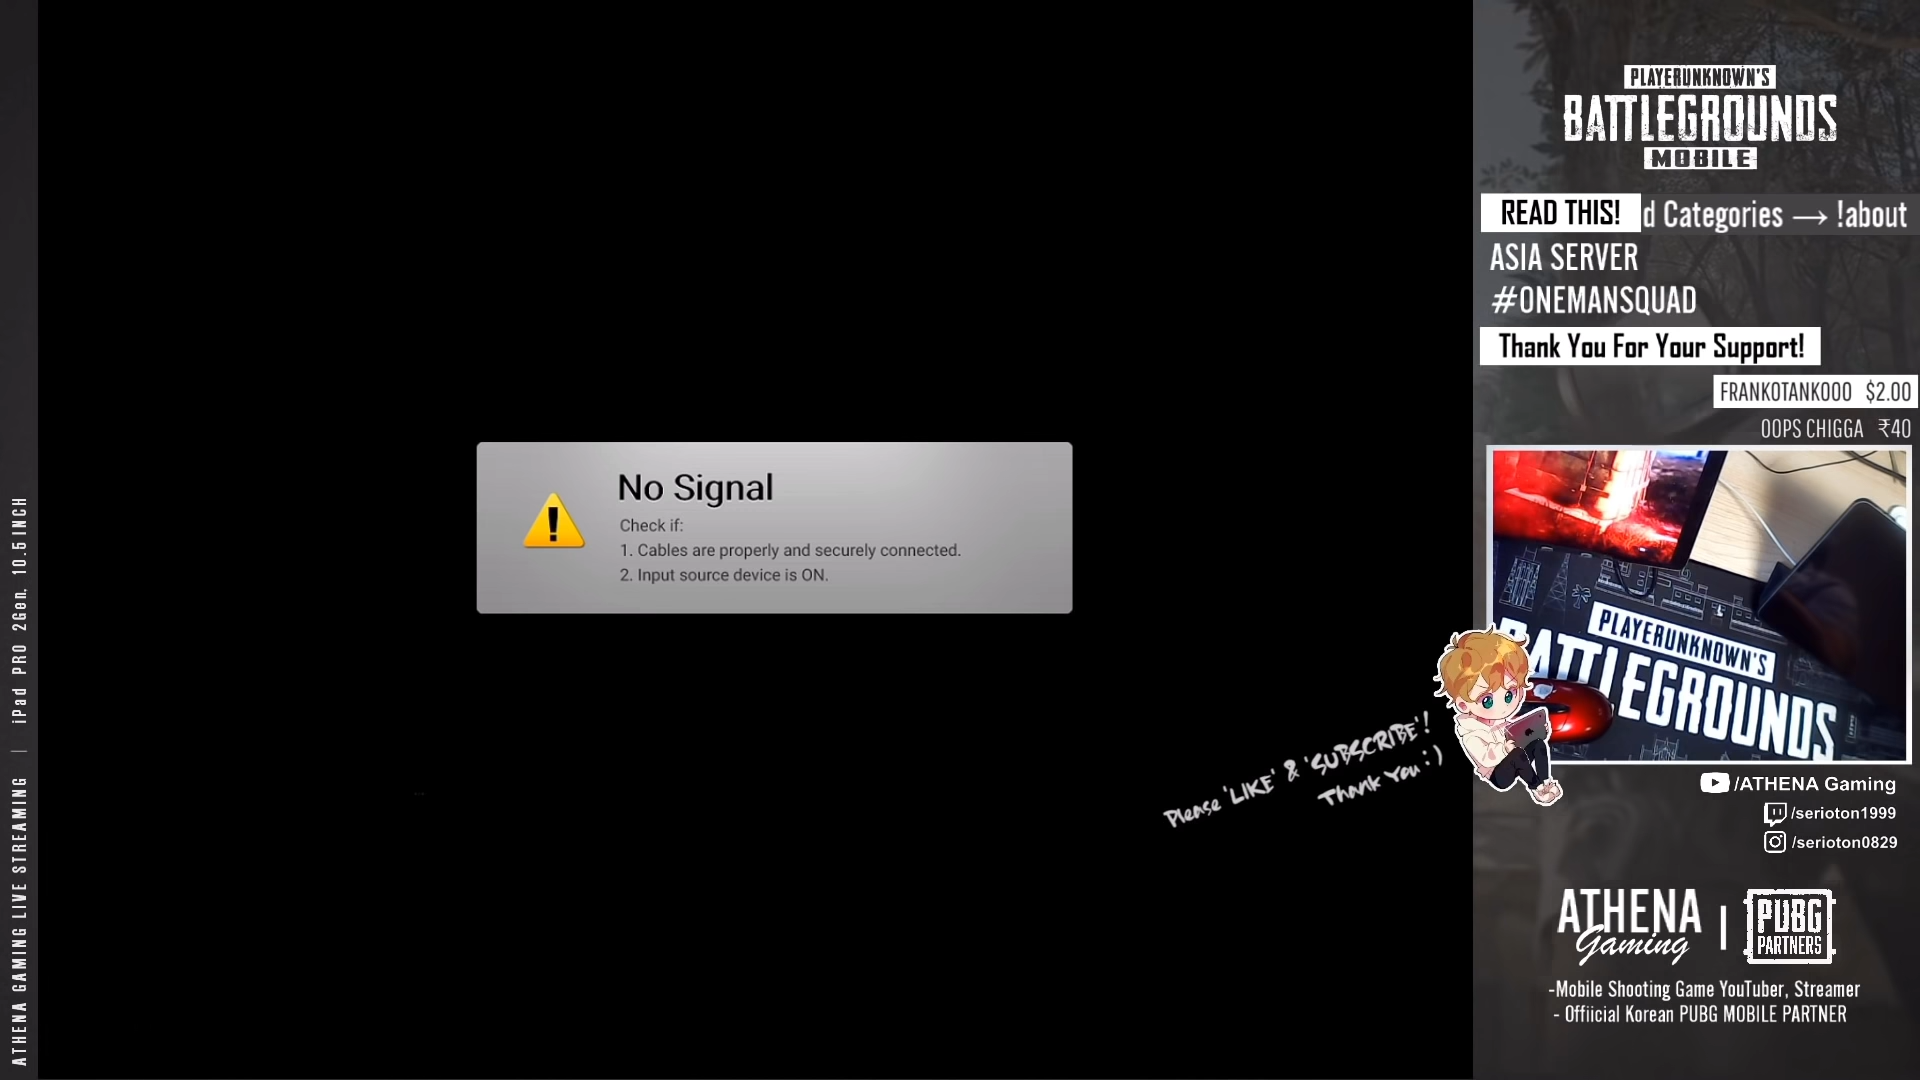 ATHENA GAMING LIVE STREAMING | iPad PRO 2Gen. 10.5 INCH
No Signal
Check if:
1. Cables are properly and securely connected.
2. Input source device is ON.
Please 'LIKE' & 'SUBSCRIBE'!
Thank You :)
PLAYERUNKNOWN'S
BATTLEGROUNDS
MOBILE
READ THIS! d Categories → !about
ASIA SERVER
#ONEMANSQUAD
Thank You For Your Support!
FRANKOTANKOOO $2.00
OOPS CHIGGA ₹40
PLAYERUNKNOWN'S
BATTLEGROUNDS
/ATHENA Gaming
/serioton1999
/serioton0829
ATHENA
Gaming
|
PUBG
PARTNERS
-Mobile Shooting Game YouTuber, Streamer
- Offiicial Korean PUBG MOBILE PARTNER